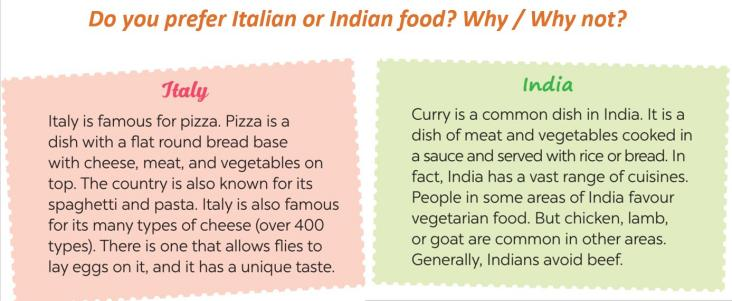 Do you prefer Italian or Indian food? Why / Why not?
Italy
Italy is famous for pizza. Pizza is a
dish with a flat round bread base
with cheese, meat, and vegetables on
top. The country is also known for its
spaghetti and pasta. Italy is also famous
for its many types of cheese (over 400
types). There is one that allows flies to
lay eggs on it, and it has a unique taste.
India
Curry is a common dish in India. It is a
dish of meat and vegetables cooked in
a sauce and served with rice or bread. In
fact, India has a vast range of cuisines.
People in some areas of India favour
vegetarian food. But chicken, lamb,
or goat are common in other areas.
Generally, Indians avoid beef.